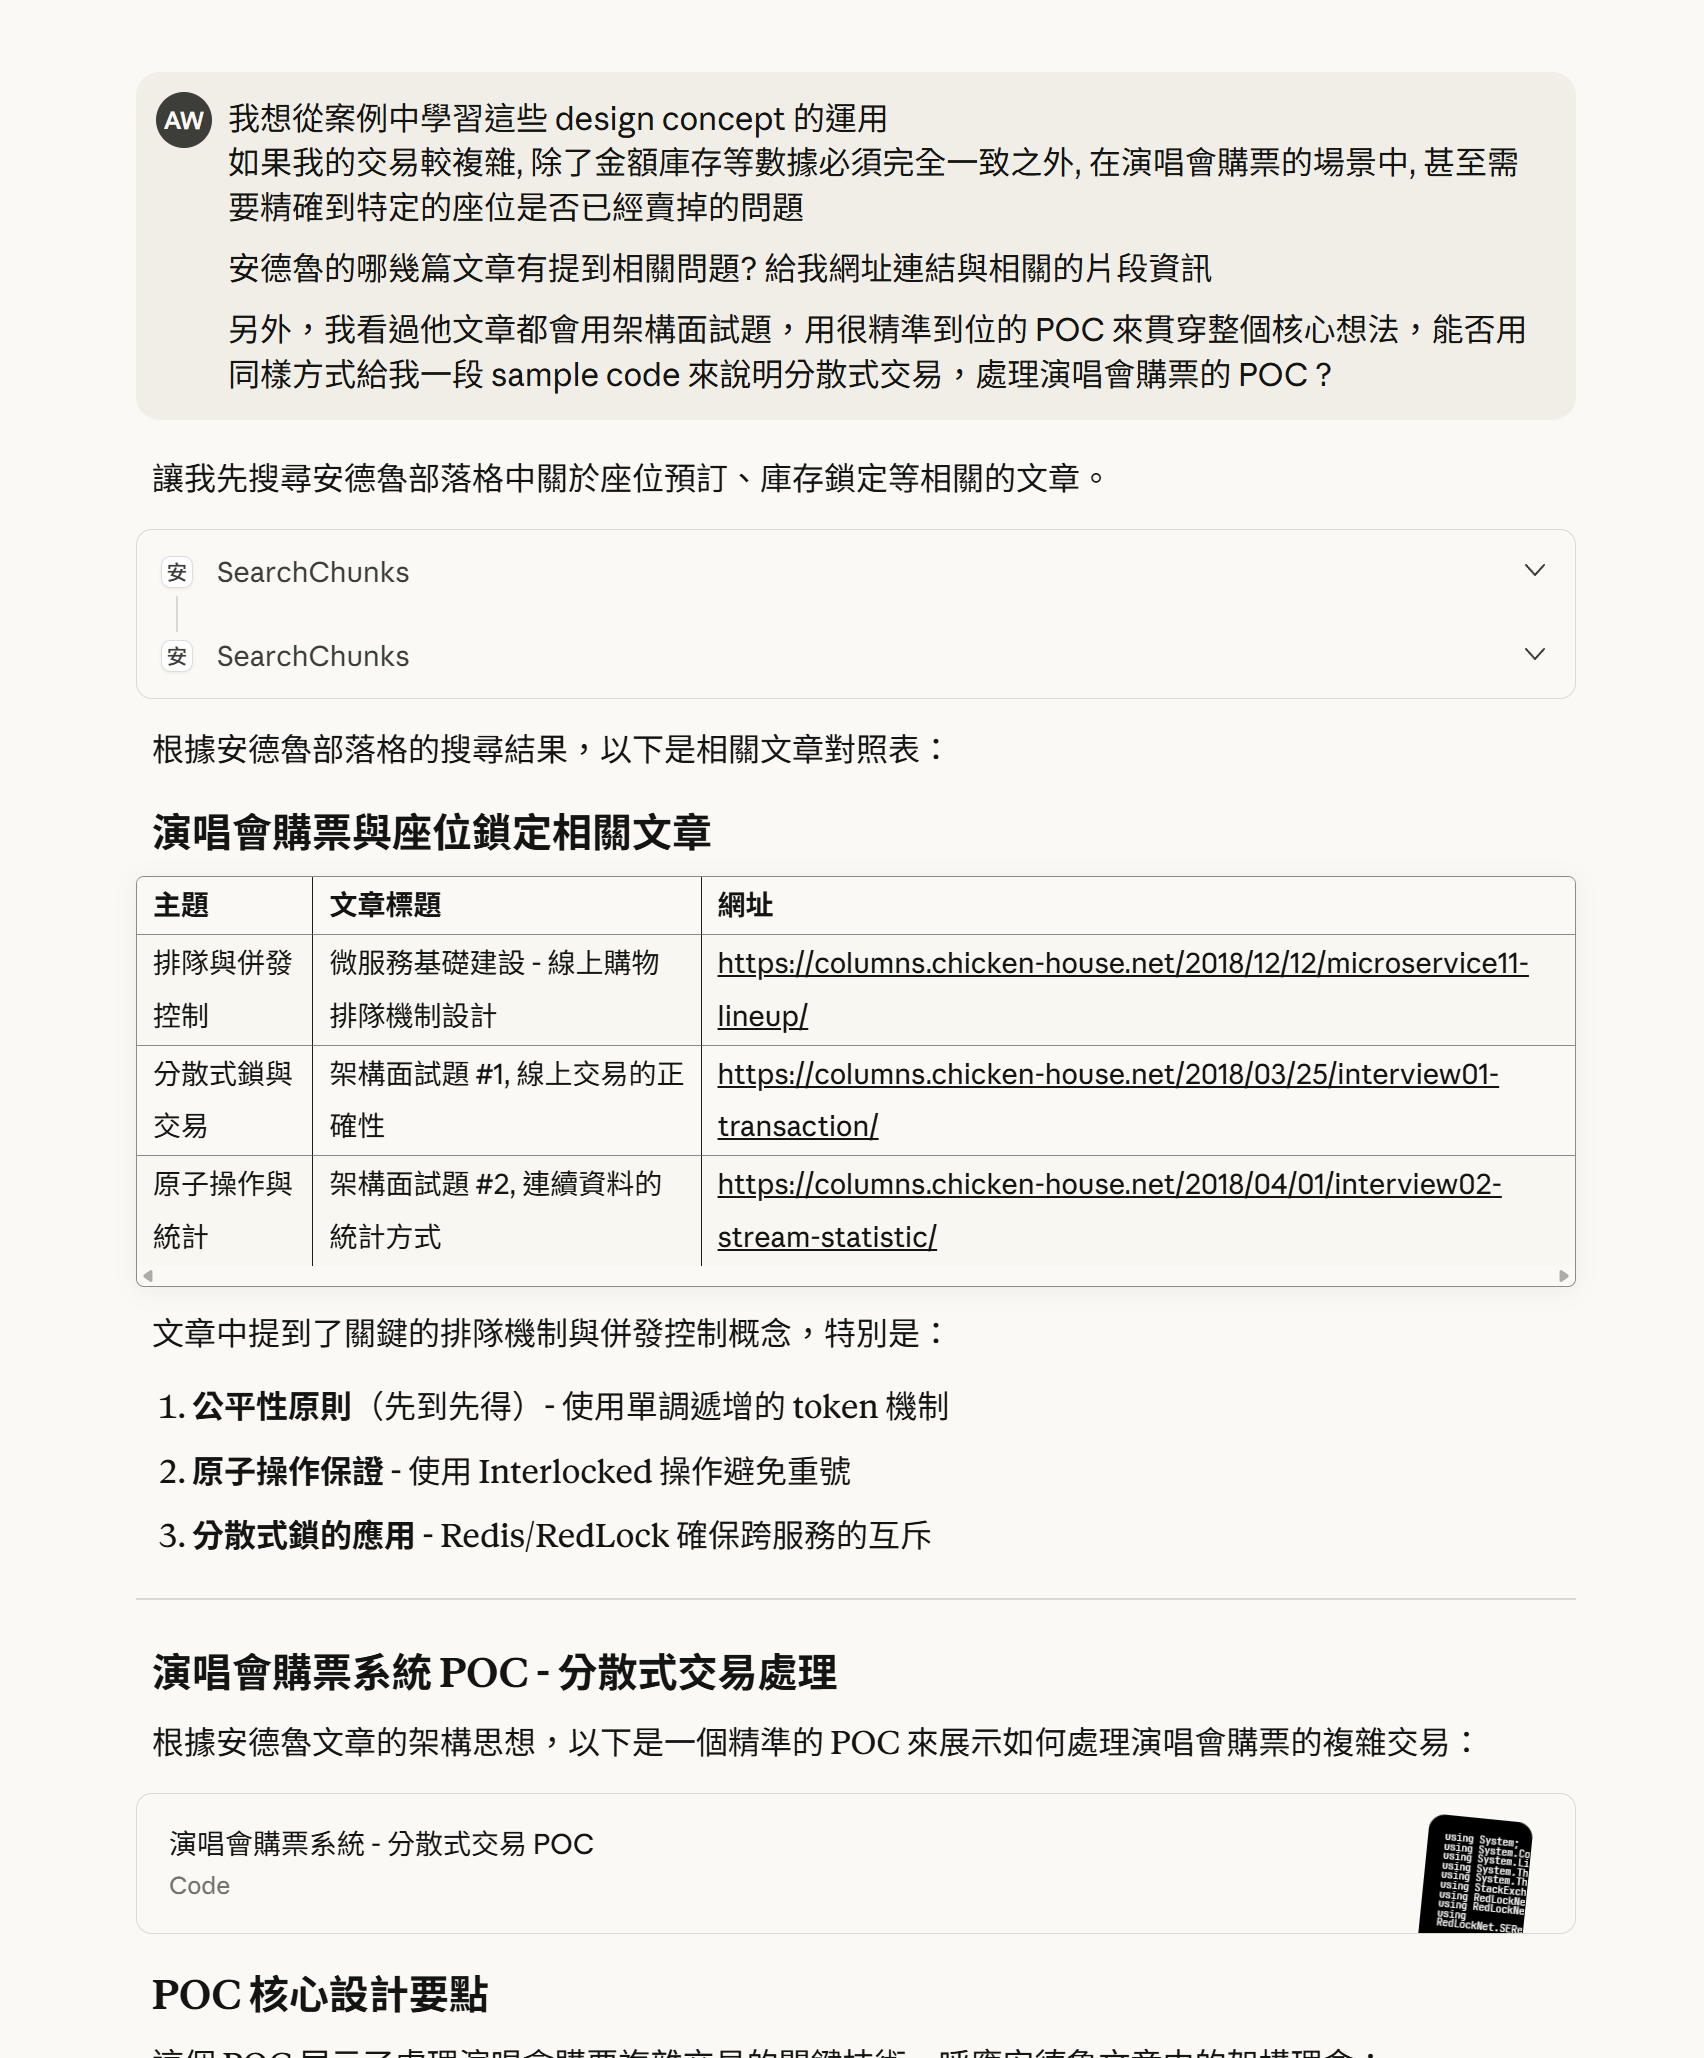 AW
我想從案例中學習這些 design concept 的運用
如果我的交易較複雜, 除了金額庫存等數據必須完全一致之外, 在演唱會購票的場景中, 甚至需
要精確到特定的座位是否已經賣掉的問題
安德魯的哪幾篇文章有提到相關問題? 給我網址連結與相關的片段資訊
另外，我看過他文章都會用架構面試題，用很精準到位的 POC 來貫穿整個核心想法，能否用
同樣方式給我一段 sample code 來說明分散式交易，處理演唱會購票的 POC？
讓我先搜尋安德魯部落格中關於座位預訂、庫存鎖定等相關的文章。
安 SearchChunks
安 SearchChunks
根據安德魯部落格的搜尋結果，以下是相關文章對照表：
演唱會購票與座位鎖定相關文章
主題 文章標題 網址
排隊與併發 微服務基礎建設 - 線上購物 https://columns.chicken-house.net/2018/12/12/microservice11-
控制 排隊機制設計 lineup/
分散式鎖與 架構面試題 #1, 線上交易的正 https://columns.chicken-house.net/2018/03/25/interview01-
交易 確性 transaction/
原子操作與 架構面試題 #2, 連續資料的 https://columns.chicken-house.net/2018/04/01/interview02-
統計 統計方式 stream-statistic/
文章中提到了關鍵的排隊機制與併發控制概念，特別是：
1. 公平性原則（先到先得）- 使用單調遞增的 token 機制
2. 原子操作保證 - 使用 Interlocked 操作避免重號
3. 分散式鎖的應用 - Redis/RedLock 確保跨服務的互斥
演唱會購票系統 POC - 分散式交易處理
根據安德魯文章的架構思想，以下是一個精準的 POC 來展示如何處理演唱會購票的複雜交易：
演唱會購票系統 - 分散式交易 POC
Code
using System;
using System.Co
using System.Li
using System.Th
using System.Th
using StackExch
using RedLockNe
using RedLockNe
using
RedLockNet.SERe
POC 核心設計要點